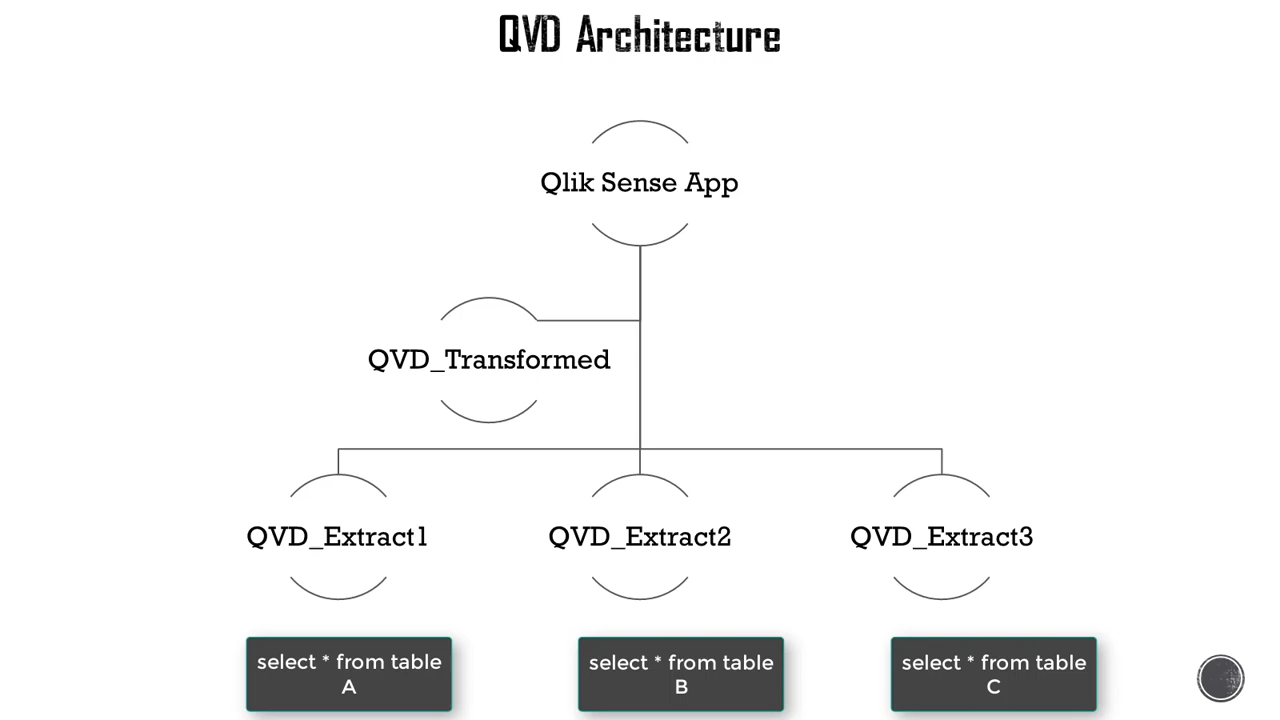 QVD Architecture
Qlik Sense App
QVD_Transformed
QVD_Extract1
QVD_Extract2
QVD_Extract3
select * from table
A
select * from table
B
select * from table
C